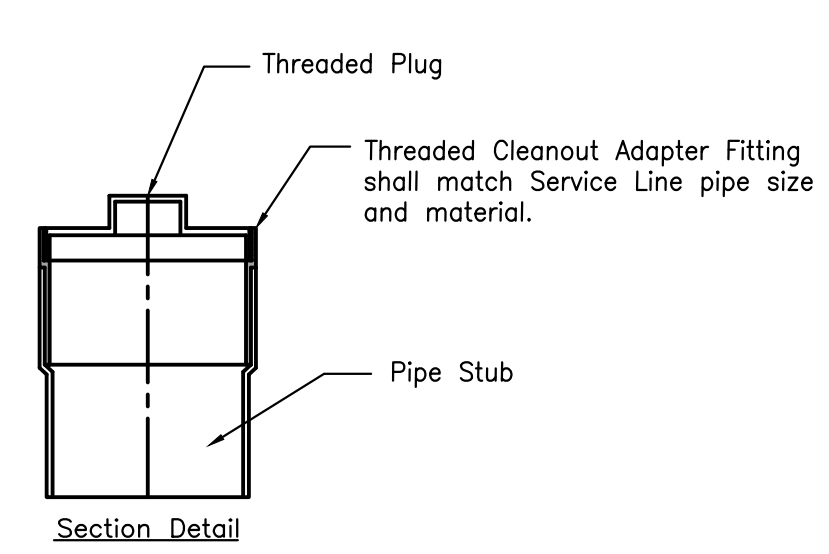 Threaded Plug
Threaded Cleanout Adapter Fitting
shall match Service Line pipe size
and material.
Pipe Stub
Section Detail